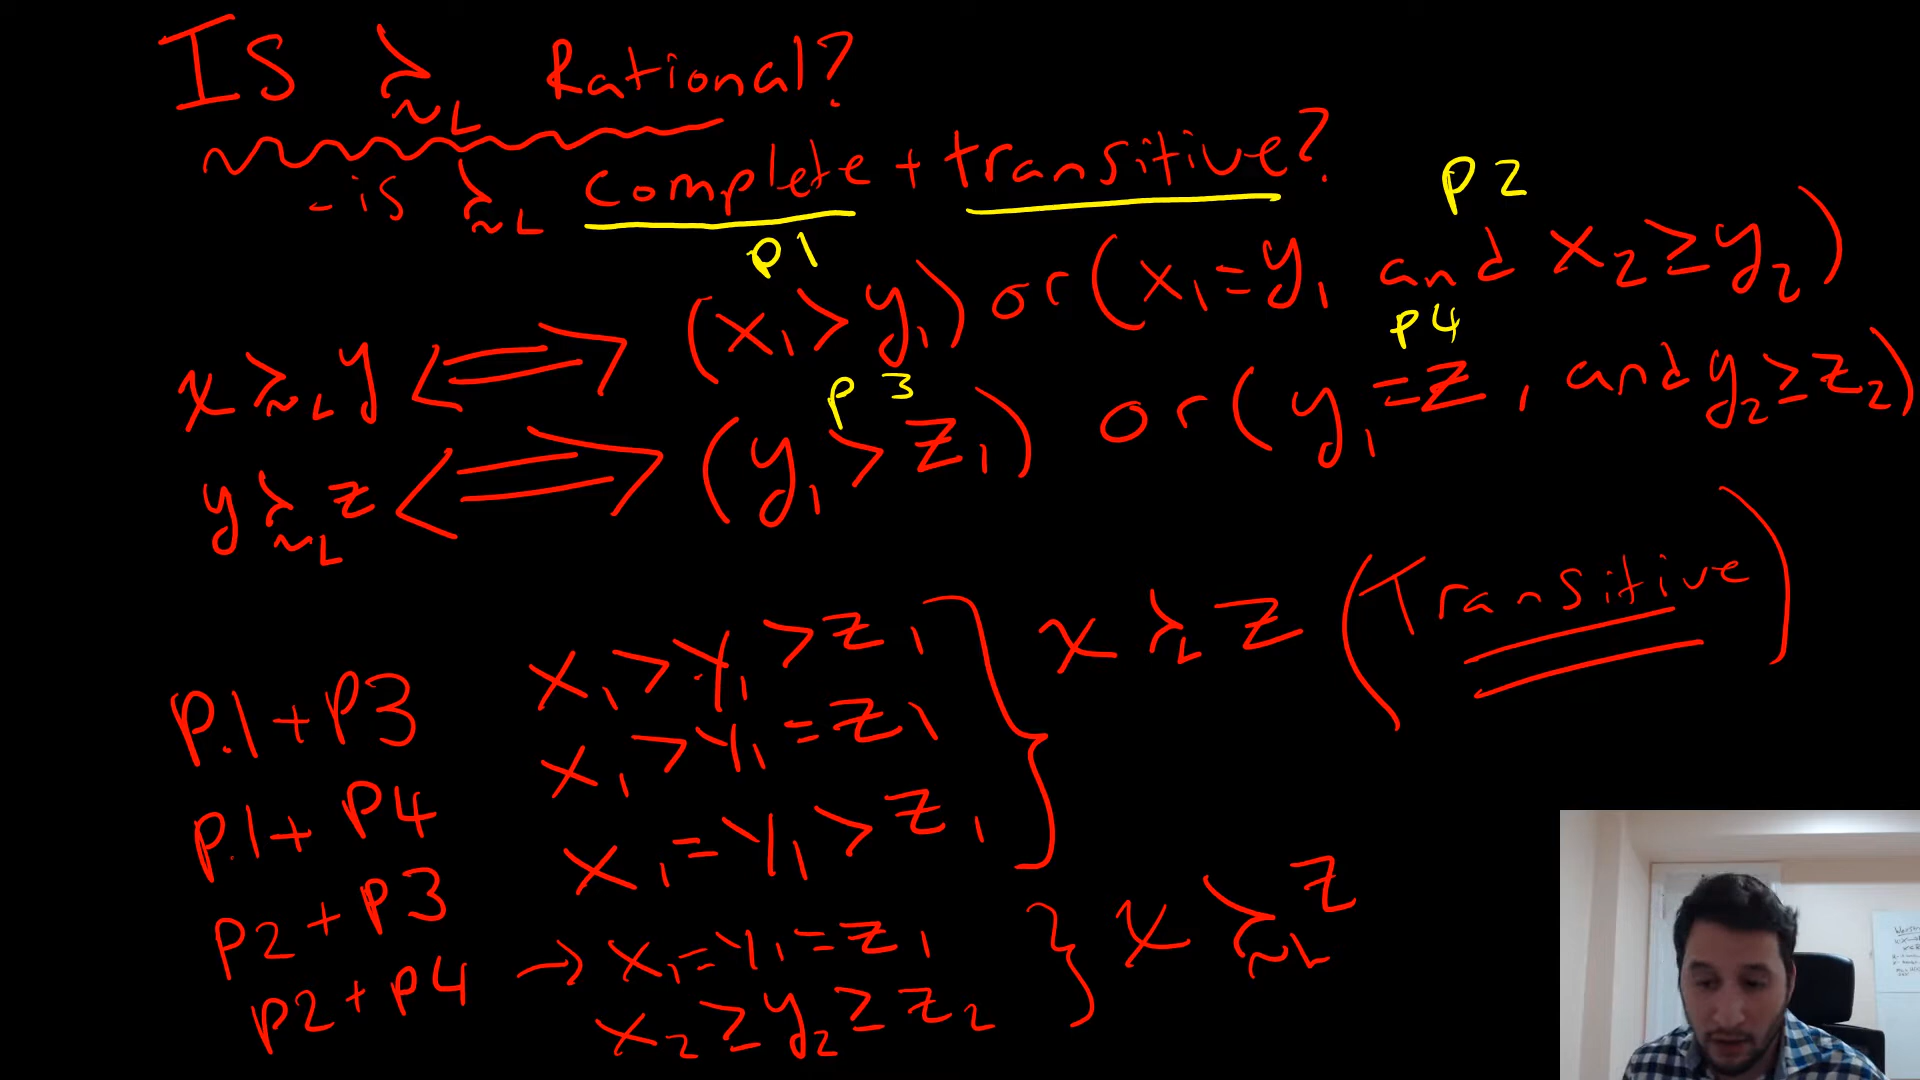 IS ≿L Rational?
- is ≿L complete + transitive?
p1
p2
x ≿L y ⟺ (x₁ > y₁) or (x₁ = y₁ and x₂ ≥ y₂)
p3
p4
y ≿L z ⟺ (y₁ > z₁) or (y₁ = z₁ and y₂ ≥ z₂)
P.1+P3 x₁ > y₁ > z₁
P.1+P4 x₁ > y₁ = z₁
P2+P3 x₁ = y₁ > z₁
} x ≻L z (Transitive)
P2+P4 → x₁ = y₁ = z₁
x₂ ≥ y₂ ≥ z₂
} x ≿L z